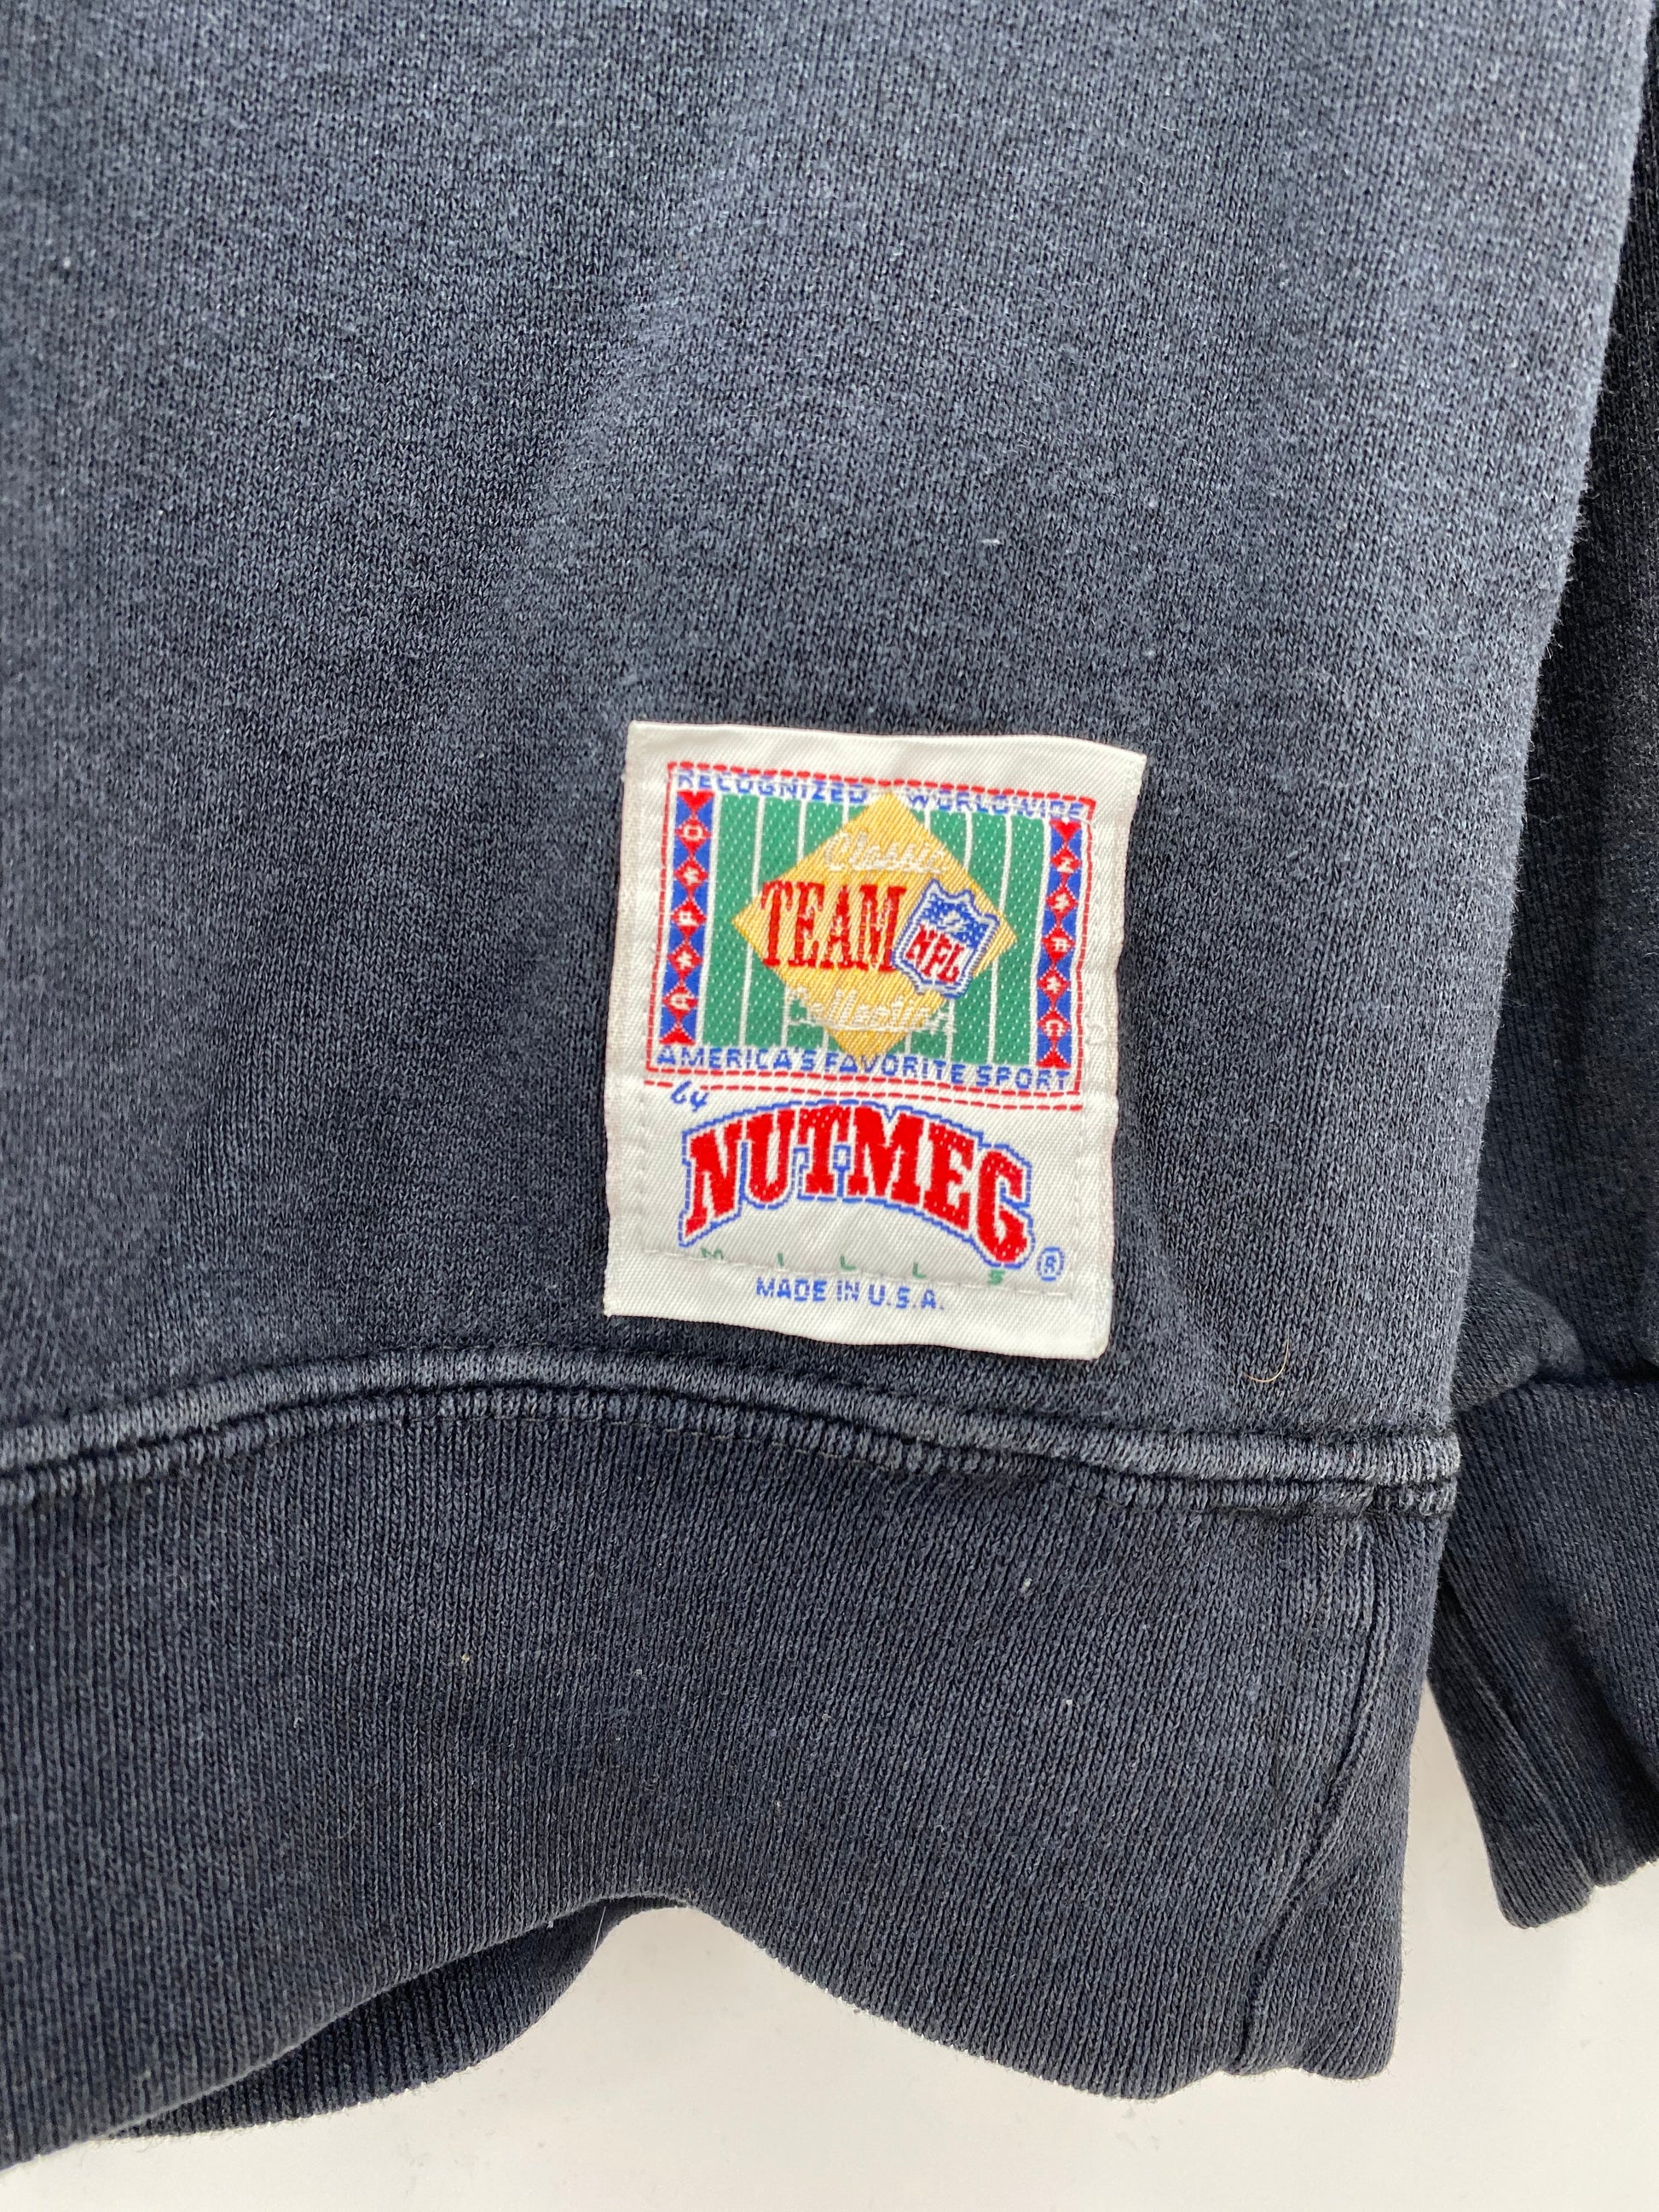 RECOGNIZED WORLDWIDE
Classic
TEAM
NFL
Collection
AMERICA'S FAVORITE SPORT
by
NUTMEG
MILLS
®
MADE IN U.S.A.